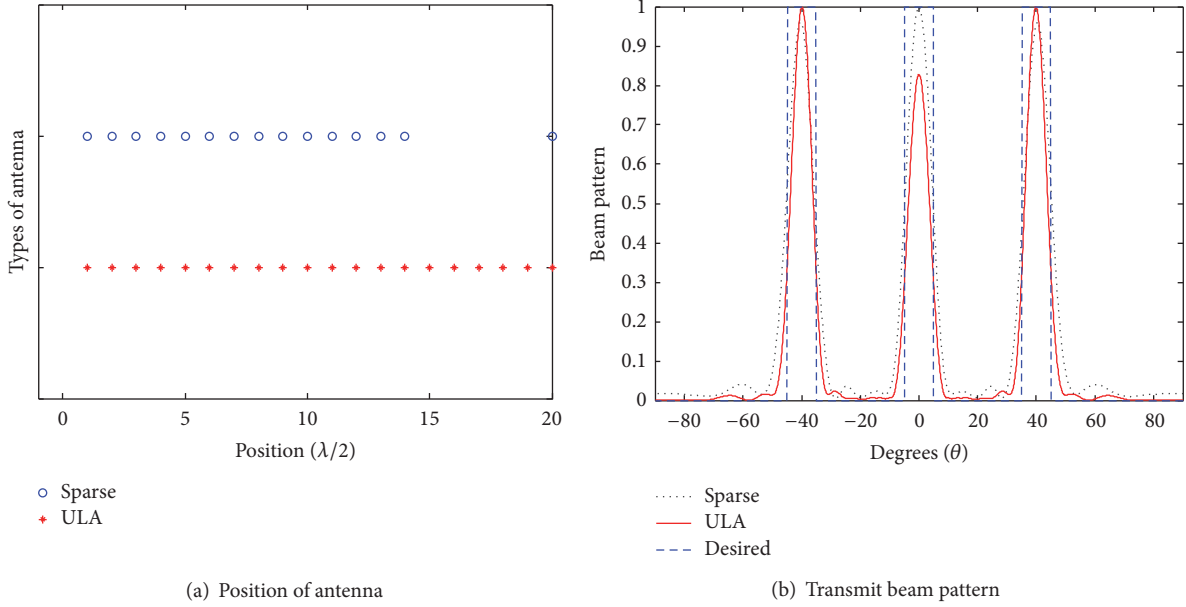 Types of antenna
0 5 10 15 20
Position (λ/2)
Sparse
ULA
(a) Position of antenna
1
0.9
0.8
0.7
0.6
0.5
0.4
0.3
0.2
0.1
0
Beam pattern
−80 −60 −40 −20 0 20 40 60 80
Degrees (θ)
Sparse
ULA
Desired
(b) Transmit beam pattern